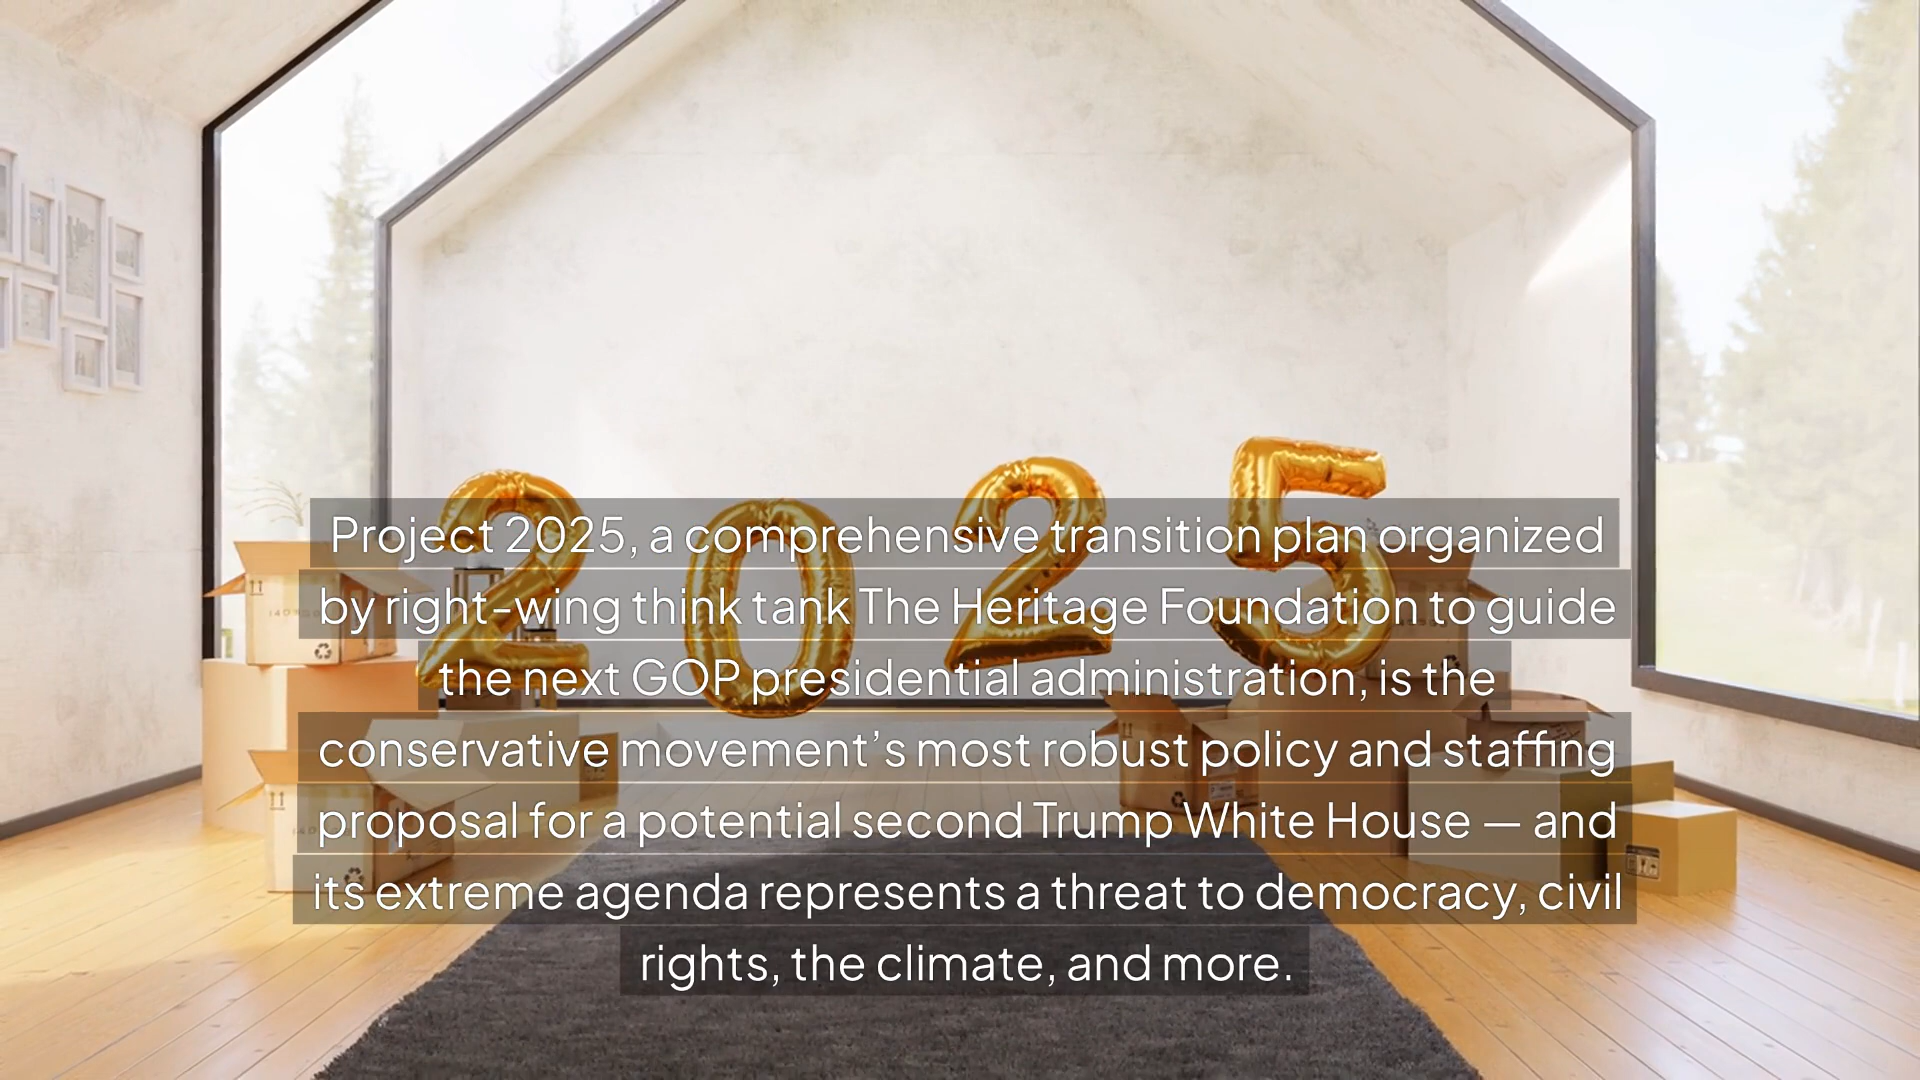 2025
Project 2025, a comprehensive transition plan organized
by right-wing think tank The Heritage Foundation to guide
the next GOP presidential administration, is the
conservative movement’s most robust policy and staffing
proposal for a potential second Trump White House — and
its extreme agenda represents a threat to democracy, civil
rights, the climate, and more.